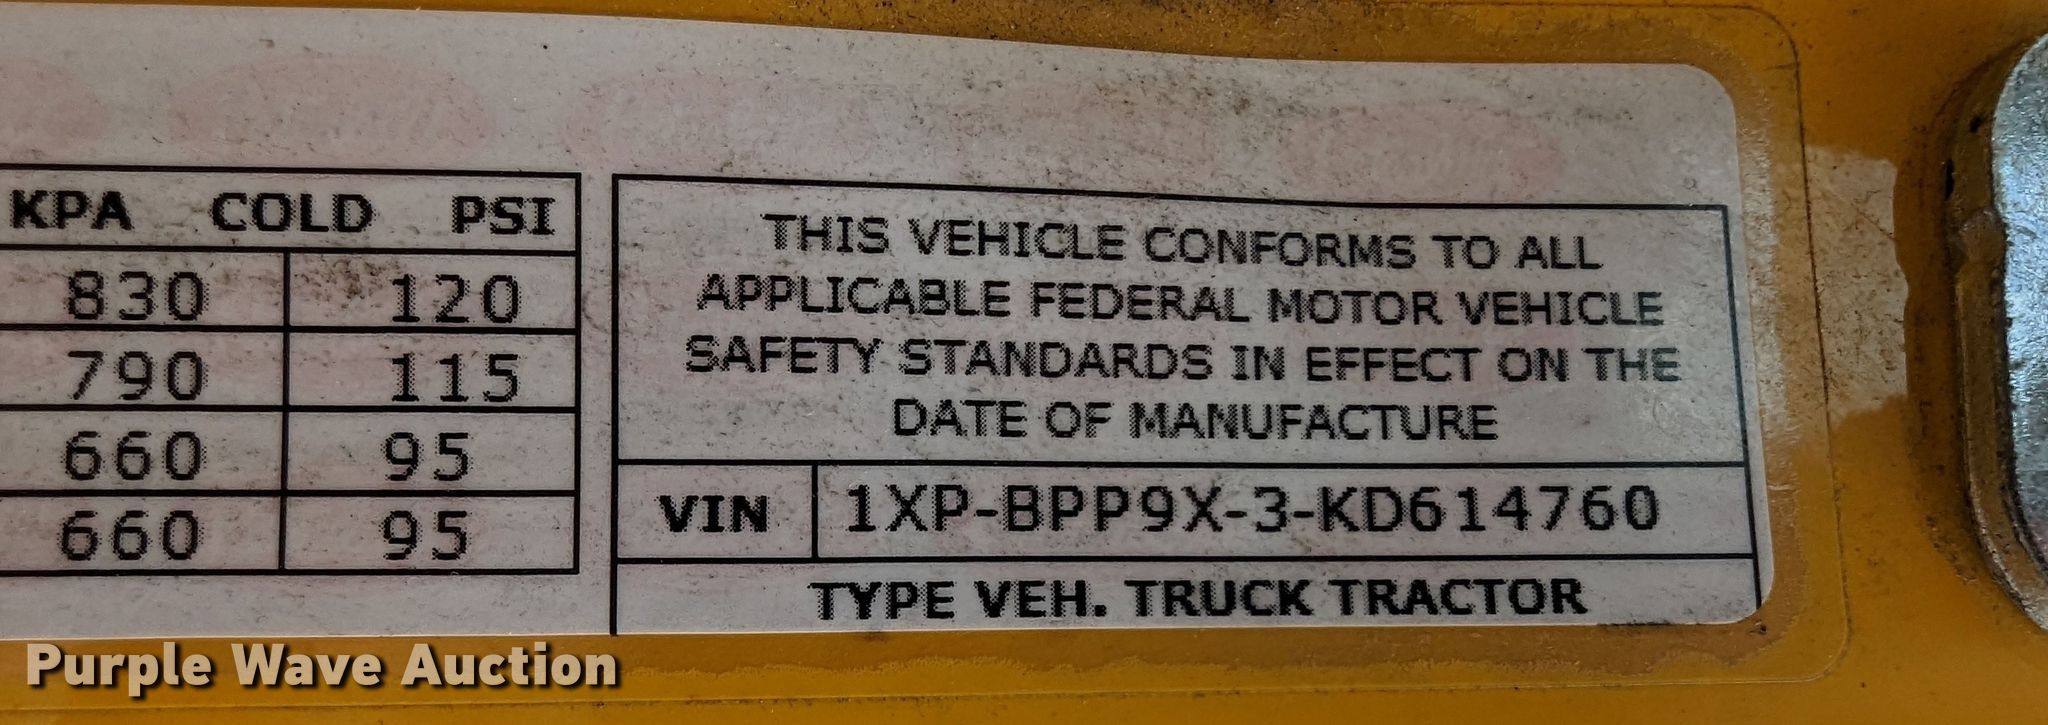 KPA COLD PSI
830 120
790 115
660 95
660 95
THIS VEHICLE CONFORMS TO ALL
APPLICABLE FEDERAL MOTOR VEHICLE
SAFETY STANDARDS IN EFFECT ON THE
DATE OF MANUFACTURE
VIN 1XP-BPP9X-3-KD614760
TYPE VEH. TRUCK TRACTOR
Purple Wave Auction